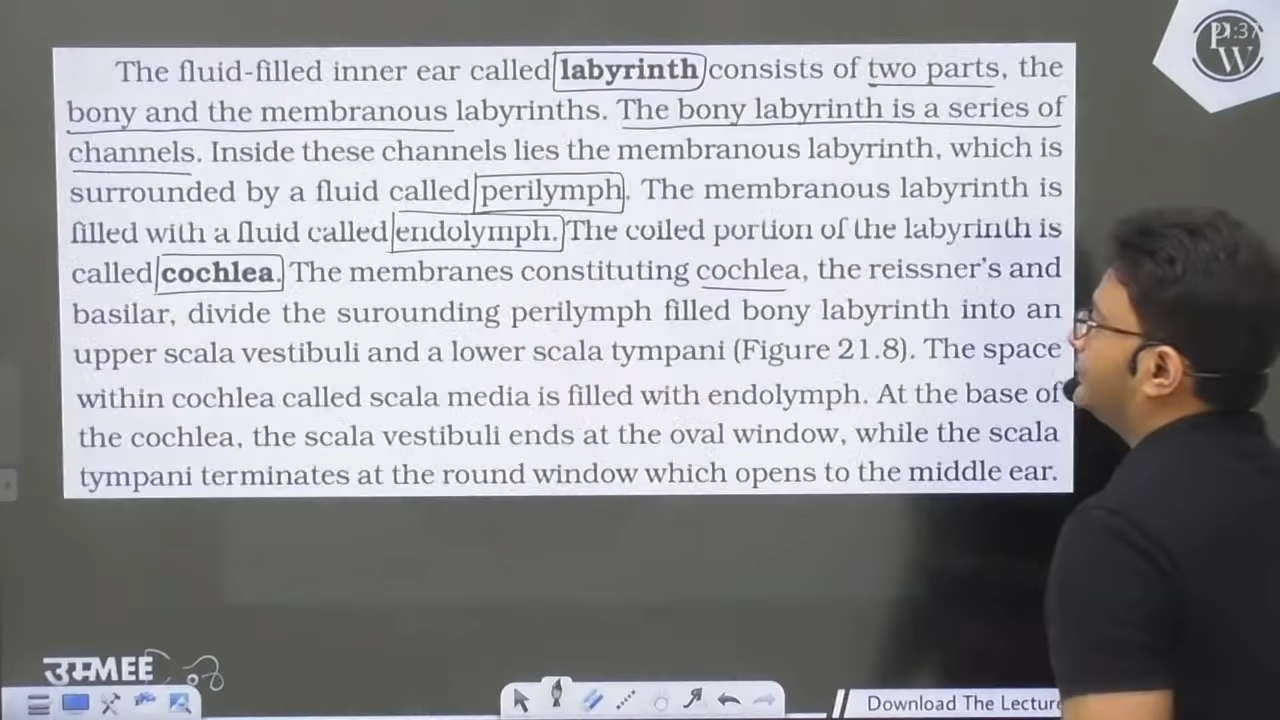 The fluid-filled inner ear called labyrinth consists of two parts, the
bony and the membranous labyrinths. The bony labyrinth is a series of
channels. Inside these channels lies the membranous labyrinth, which is
surrounded by a fluid called perilymph. The membranous labyrinth is
filled with a fluid called endolymph. The coiled portion of the labyrinth is
called cochlea. The membranes constituting cochlea, the reissner's and
basilar, divide the surounding perilymph filled bony labyrinth into an
upper scala vestibuli and a lower scala tympani (Figure 21.8). The space
within cochlea called scala media is filled with endolymph. At the base of
the cochlea, the scala vestibuli ends at the oval window, while the scala
tympani terminates at the round window which opens to the middle ear.
PW
उम्मEE
Download The Lecture